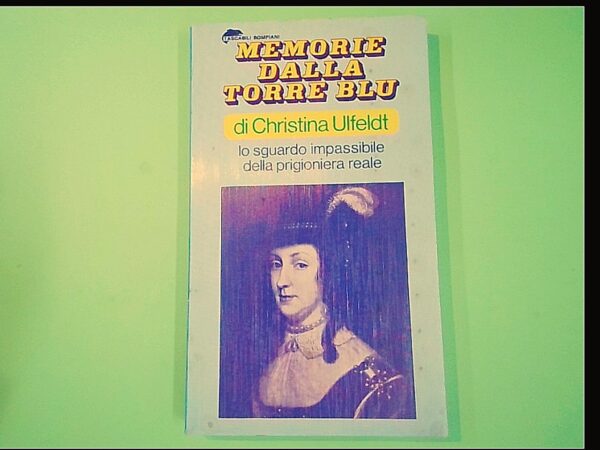 I TASCABILI BOMPIANI
MEMORIE
DALLA
TORRE BLU
di Christina Ulfeldt
lo sguardo impassibile
della prigioniera reale